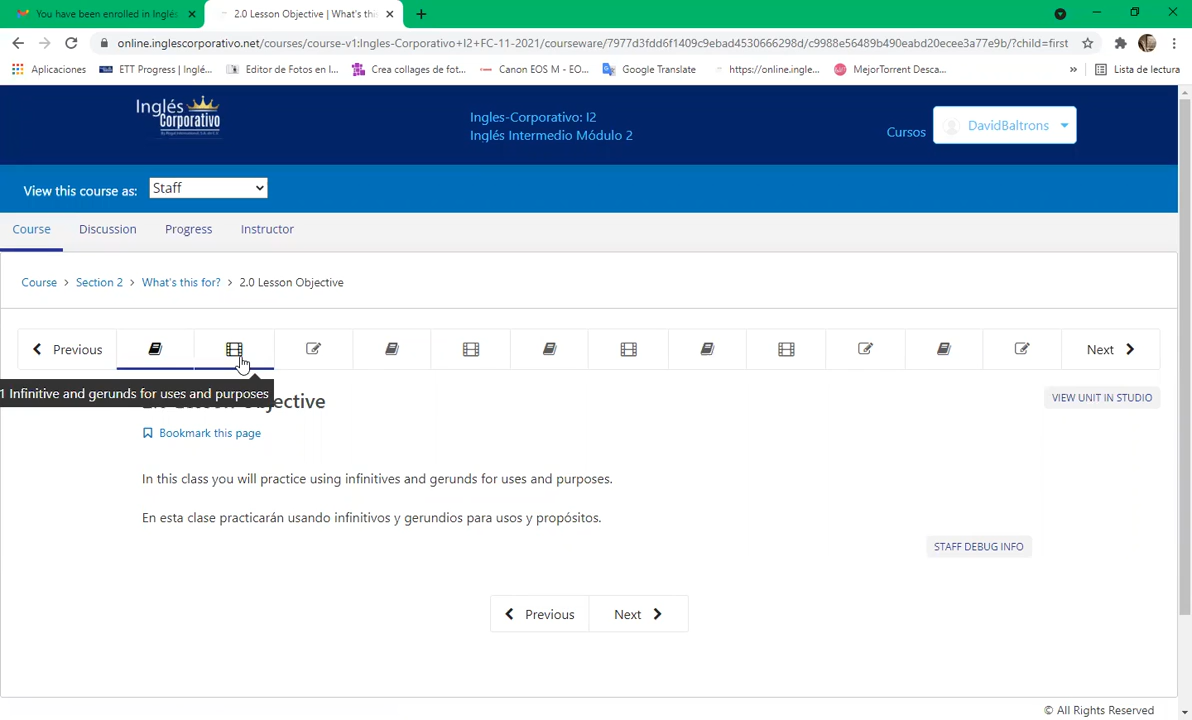 You have been enrolled in Inglés
2.0 Lesson Objective | What's thi
online.inglescorporativo.net/courses/course-v1:Ingles-Corporativo+I2+FC-11-2021/courseware/7977d3fdd6f1409c9ebad4530666298d/c9988e56489b490eabd20ecee3a77e9b/?child=first
Aplicaciones ETT Progress | Inglé... Editor de Fotos en l... Crea collages de fot... Canon EOS M - EO... Google Translate https://online.ingle... MejorTorrent Desca... » Lista de lectura
Inglés Corporativo
Ingles-Corporativo: I2
Inglés Intermedio Módulo 2
Cursos DavidBaltrons
View this course as: Staff
Course Discussion Progress Instructor
Course > Section 2 > What's this for? > 2.0 Lesson Objective
Previous Next
1 Infinitive and gerunds for uses and purposes
VIEW UNIT IN STUDIO
Bookmark this page
In this class you will practice using infinitives and gerunds for uses and purposes.
En esta clase practicarán usando infinitivos y gerundios para usos y propósitos.
STAFF DEBUG INFO
Previous Next
© All Rights Reserved